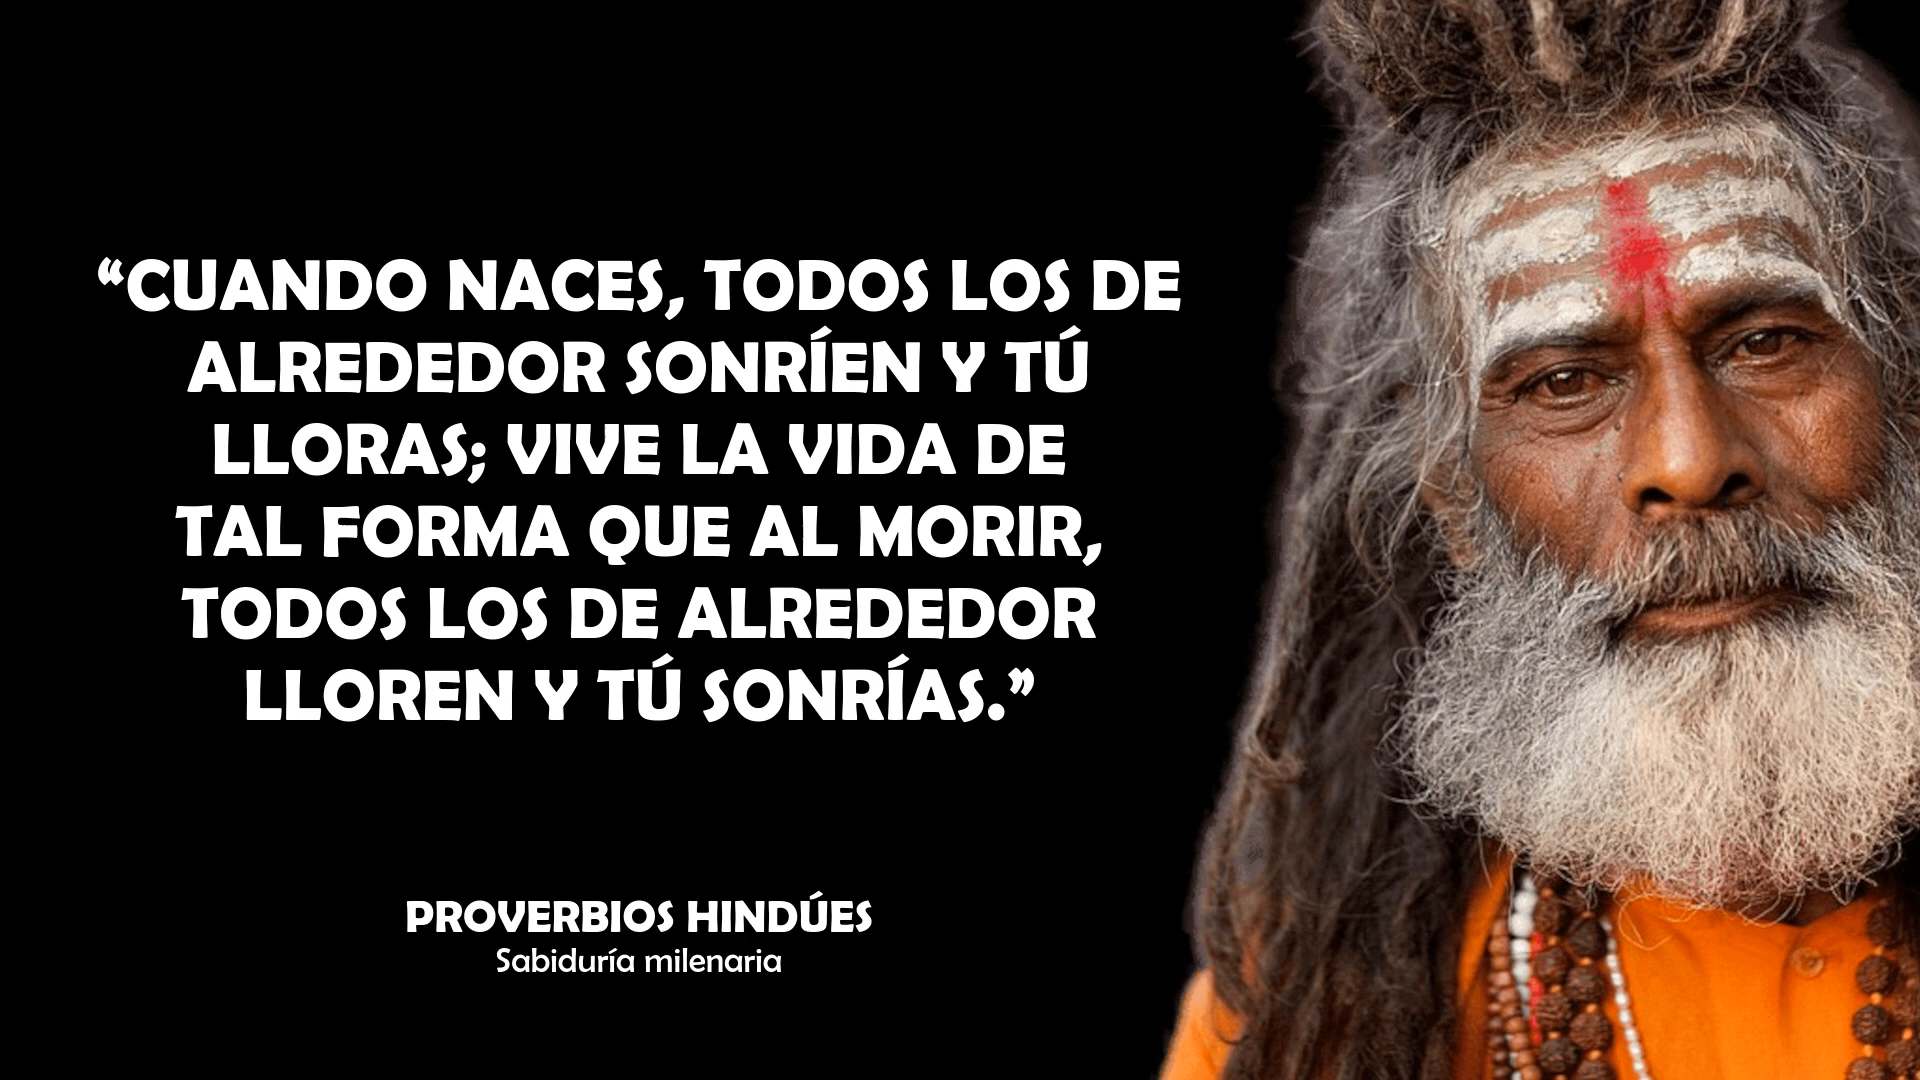 “CUANDO NACES, TODOS LOS DE
ALREDEDOR SONRÍEN Y TÚ
LLORAS; VIVE LA VIDA DE
TAL FORMA QUE AL MORIR,
TODOS LOS DE ALREDEDOR
LLOREN Y TÚ SONRÍAS.”
PROVERBIOS HINDÚES
Sabiduría milenaria